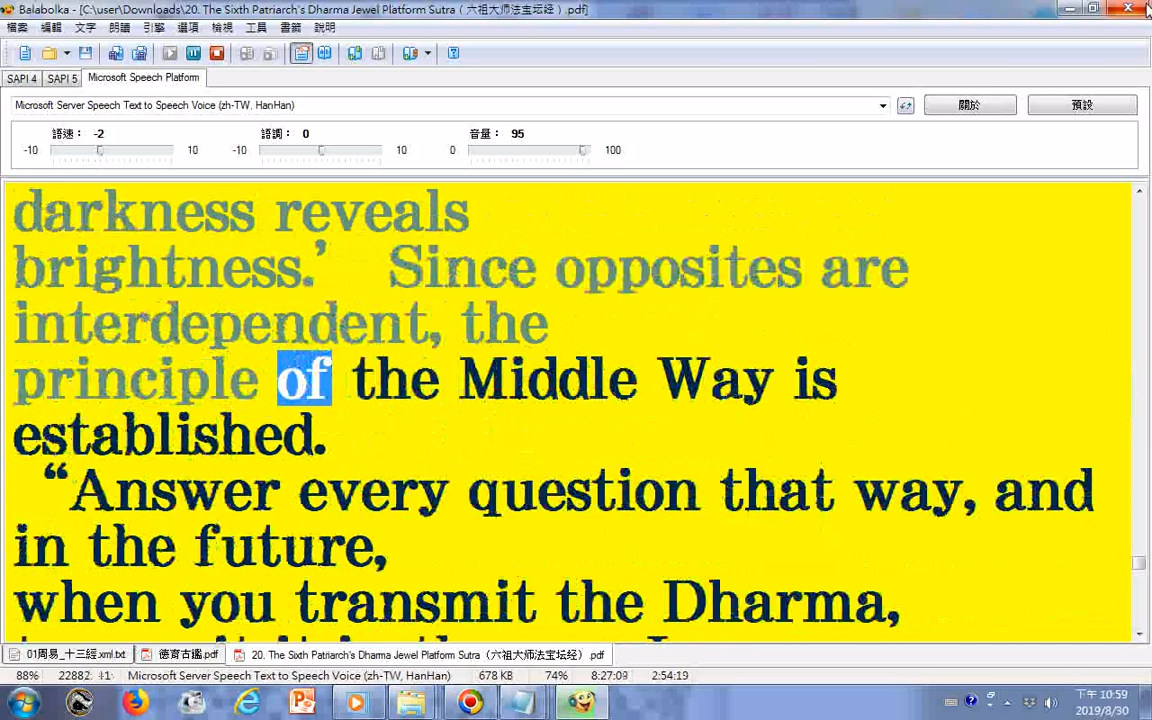 Balabolka - [C:\user\Downloads\20. The Sixth Patriarch's Dharma Jewel Platform Sutra（六祖大师法宝坛经）.pdf]
檔案 編輯 文字 朗讀 引擎 選項 檢視 工具 書籤 說明
SAPI 4 SAPI 5 Microsoft Speech Platform
Microsoft Server Speech Text to Speech Voice (zh-TW, HanHan) 關於 預設
語速： -2 語調： 0 音量： 95
-10 10 -10 10 0 100
darkness reveals
brightness.’ Since opposites are
interdependent, the
principle of the Middle Way is
established.
“Answer every question that way, and
in the future,
when you transmit the Dharma,
01周易_十三經.xml.txt 德育古鑑.pdf 20. The Sixth Patriarch's Dharma Jewel Platform Sutra（六祖大师法宝坛经）.pdf
88% Microsoft Server Speech Text to Speech Voice (zh-TW, HanHan) 678 KB 74% 8:27:09 2:54:19
下午 10:59
2019/8/30